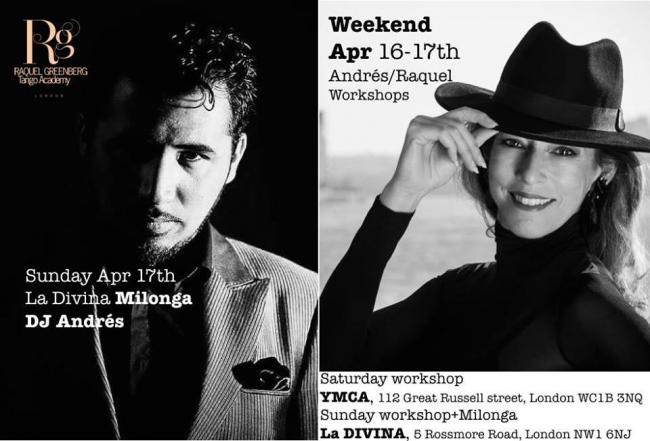 Rg
RAQUEL GREENBERG
Tango Academy
LONDON
Sunday Apr 17th
La Divina Milonga
DJ Andrés
Weekend
Apr 16-17th
Andrés/Raquel
Workshops
Saturday workshop
YMCA, 112 Great Russell street, London WC1B 3NQ
Sunday workshop+Milonga
La DIVINA, 5 Rossmore Road, London NW1 6NJ